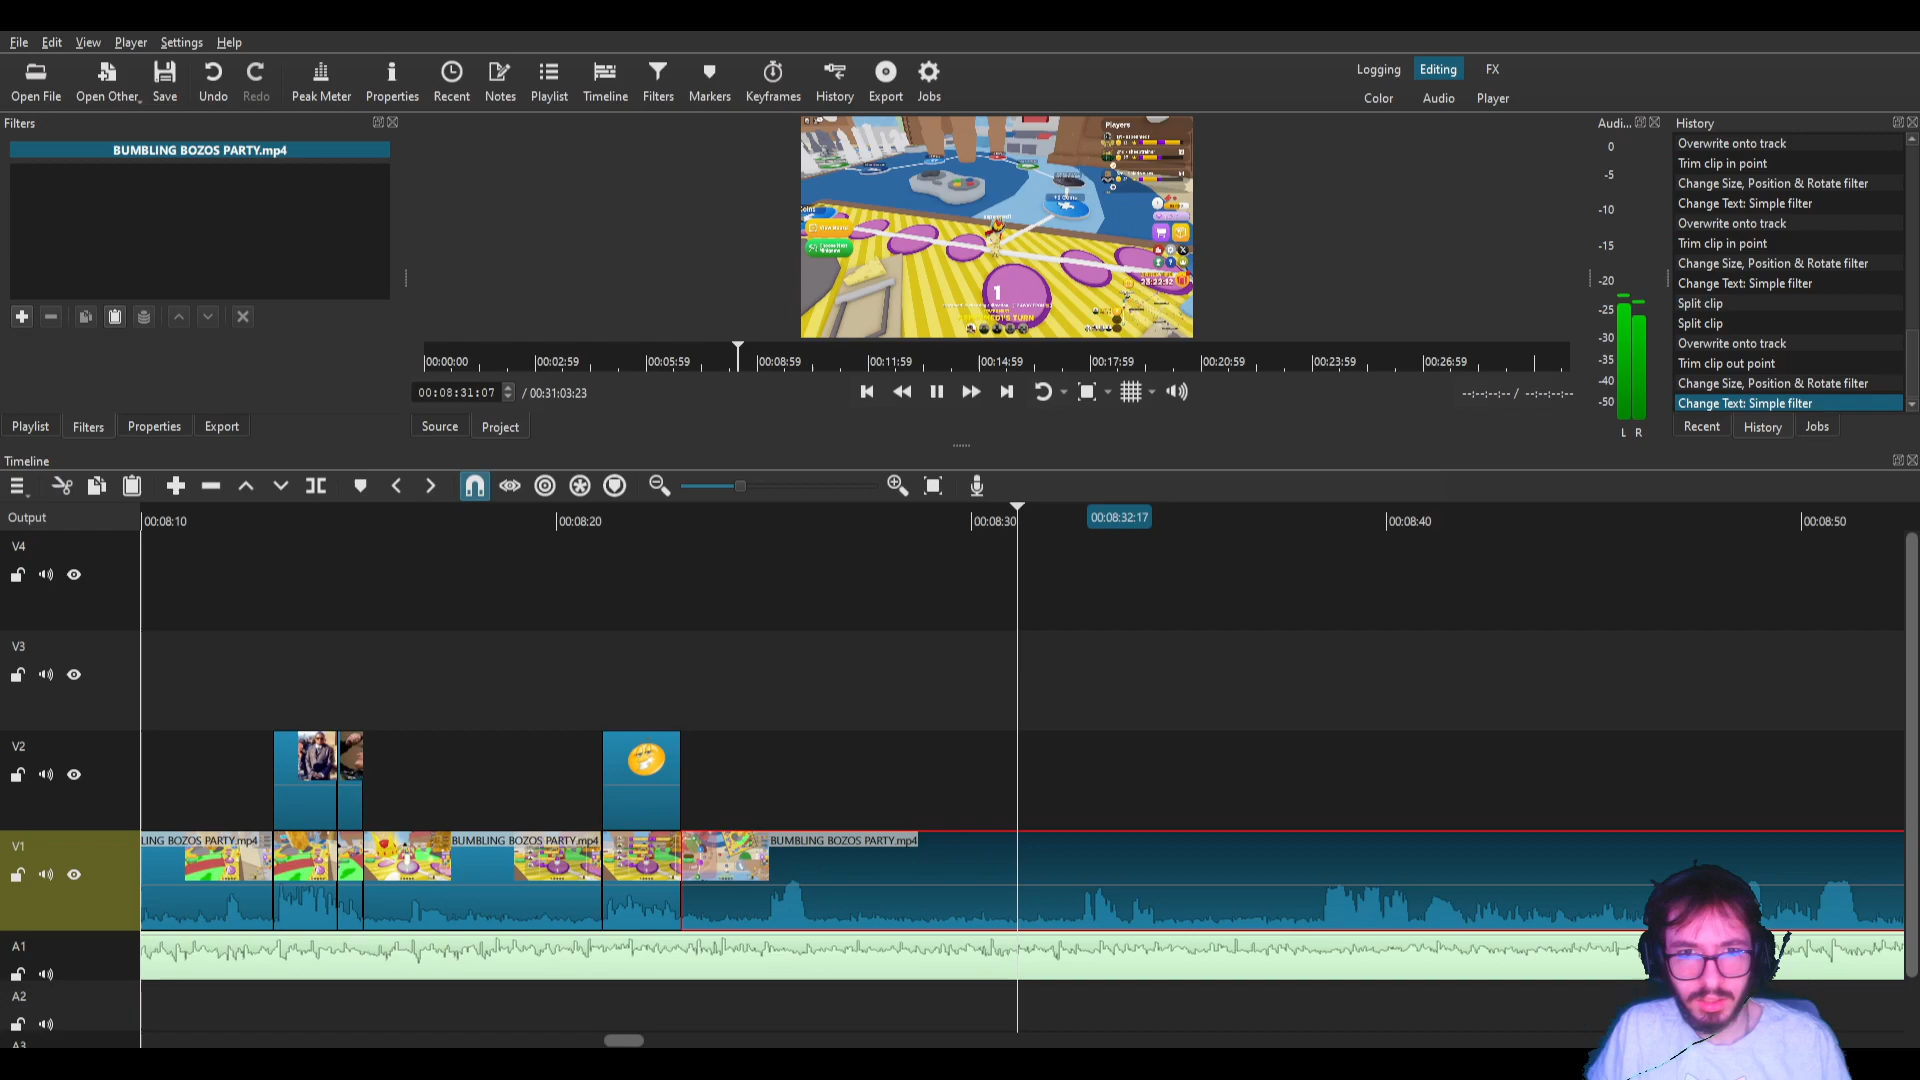 File Edit View Player Settings Help
Open File Open Other Save Undo Redo Peak Meter Properties Recent Notes Playlist Timeline Filters Markers Keyframes History Export Jobs
Logging Editing FX
Color Audio Player
Filters
BUMBLING BOZOS PARTY.mp4
Players
1
00:00:00 00:02:59 00:05:59 00:08:59 00:11:59 00:14:59 00:17:59 00:20:59 00:23:59 00:26:59
00:08:31:07 / 00:31:03:23
--:--:--:-- / --:--:--:--
Playlist Filters Properties Export
Source Project
Audi...
0
-5
-10
-15
-20
-25
-30
-35
-40
-50
L R
History
Overwrite onto track
Trim clip in point
Change Size, Position & Rotate filter
Change Text: Simple filter
Overwrite onto track
Trim clip in point
Change Size, Position & Rotate filter
Change Text: Simple filter
Split clip
Split clip
Overwrite onto track
Trim clip out point
Change Size, Position & Rotate filter
Change Text: Simple filter
Recent History Jobs
Timeline
Output
00:08:10 00:08:20 00:08:30 00:08:32:17 00:08:40 00:08:50
V4
V3
V2
V1
LING BOZOS PARTY.mp4 BUMBLING BOZOS PARTY.mp4 BUMBLING BOZOS PARTY.mp4
A1
A2
A3